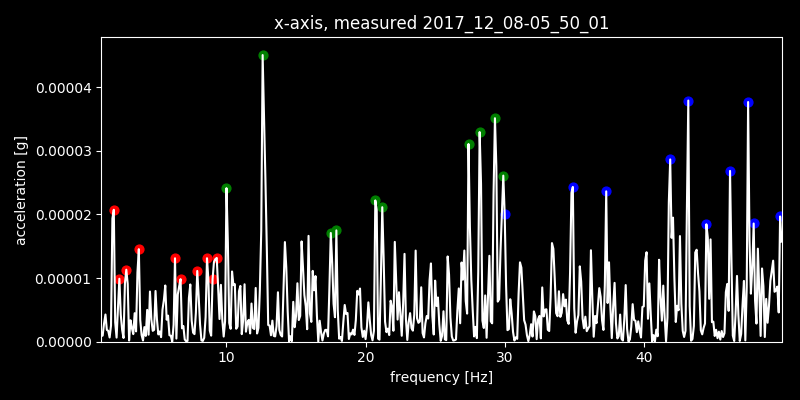 x-axis, measured 2017_12_08-05_50_01
acceleration [g]
0.00004
0.00003
0.00002
0.00001
0.00000
10 20 30 40
frequency [Hz]